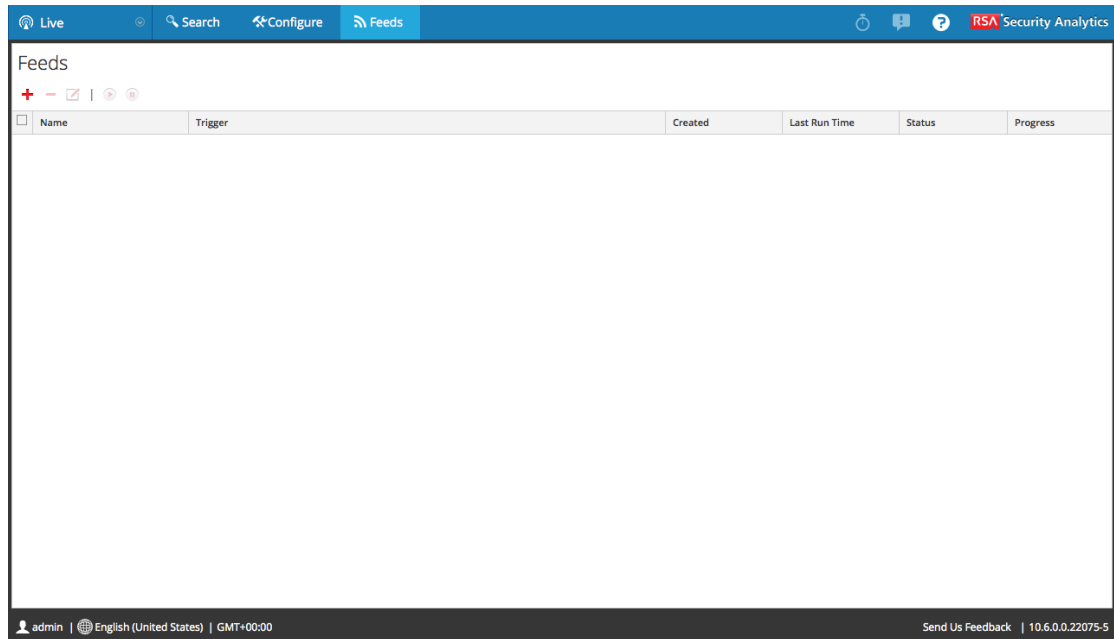 Live Search Configure Feeds RSA Security Analytics
Feeds
Name Trigger Created Last Run Time Status Progress
admin | English (United States) | GMT+00:00 Send Us Feedback | 10.6.0.0.22075-5